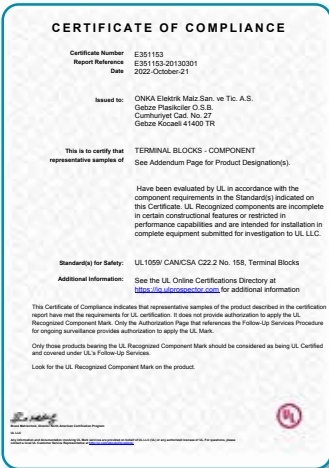 CERTIFICATE OF COMPLIANCE
Certificate Number E351153
Report Reference E351153-20130301
Date 2022-October-21
Issued to: ONKA Elektrik Malz.San. ve Tic. A.S.
Gebze Plasikciler O.S.B.
Cumhuriyet Cad. No. 27
Gebze Kocaeli 41400 TR
This is to certify that TERMINAL BLOCKS - COMPONENT
representative samples of See Addendum Page for Product Designation(s).
Have been evaluated by UL in accordance with the
component requirements in the Standard(s) indicated on
this Certificate. UL Recognized components are incomplete
in certain constructional features or restricted in
performance capabilities and are intended for installation in
complete equipment submitted for investigation to UL LLC.
Standard(s) for Safety: UL1059/ CAN/CSA C22.2 No. 158, Terminal Blocks
Additional Information: See the UL Online Certifications Directory at
https://iq.ulprospector.com for additional information
This Certificate of Compliance indicates that representative samples of the product described in the certification
report have met the requirements for UL certification. It does not provide authorization to apply the UL
Recognized Component Mark. Only the Authorization Page that references the Follow-Up Services Procedure
for ongoing surveillance provides authorization to apply the UL Mark.
Only those products bearing the UL Recognized Component Mark should be considered as being UL Certified
and covered under UL's Follow-Up Services.
Look for the UL Recognized Component Mark on the product.
UL LLC
UL